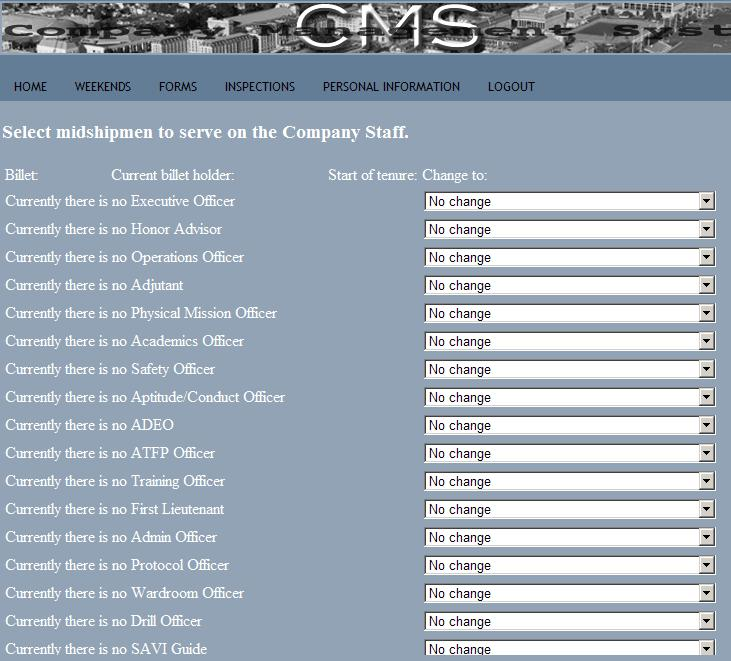 CMS
Company Management Syst
HOME WEEKENDS FORMS INSPECTIONS PERSONAL INFORMATION LOGOUT
Select midshipmen to serve on the Company Staff.
Billet: Current billet holder: Start of tenure: Change to:
Currently there is no Executive Officer No change
Currently there is no Honor Advisor No change
Currently there is no Operations Officer No change
Currently there is no Adjutant No change
Currently there is no Physical Mission Officer No change
Currently there is no Academics Officer No change
Currently there is no Safety Officer No change
Currently there is no Aptitude/Conduct Officer No change
Currently there is no ADEO No change
Currently there is no ATFP Officer No change
Currently there is no Training Officer No change
Currently there is no First Lieutenant No change
Currently there is no Admin Officer No change
Currently there is no Protocol Officer No change
Currently there is no Wardroom Officer No change
Currently there is no Drill Officer No change
Currently there is no SAVI Guide No change